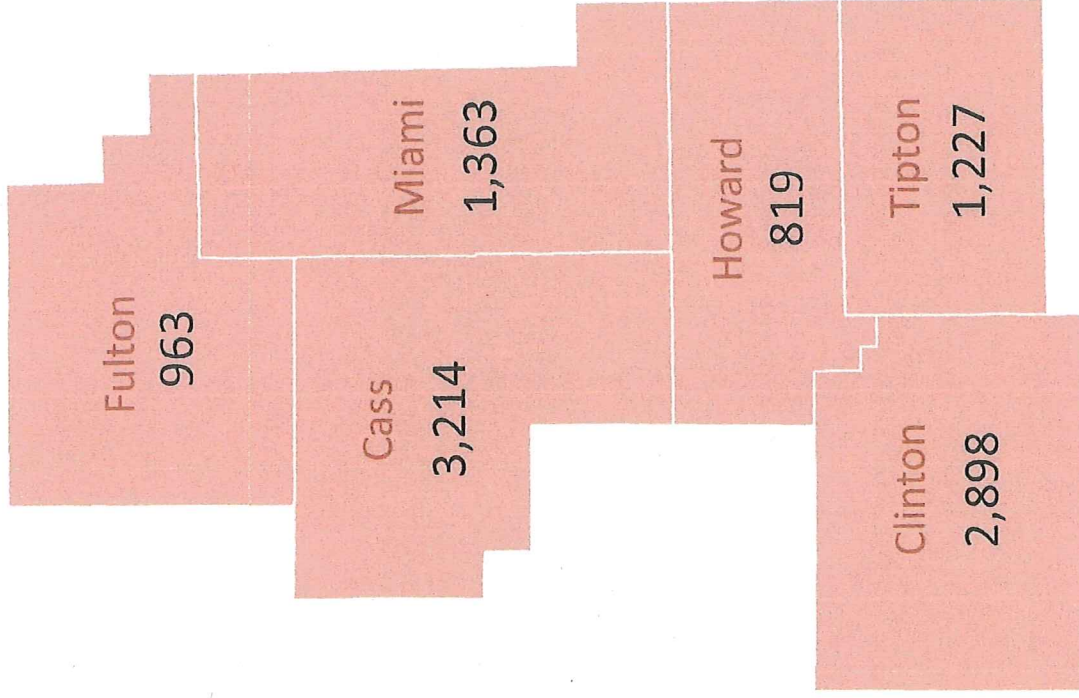 Fulton
963
Miami
1,363
Cass
3,214
Howard
819
Tipton
1,227
Clinton
2,898